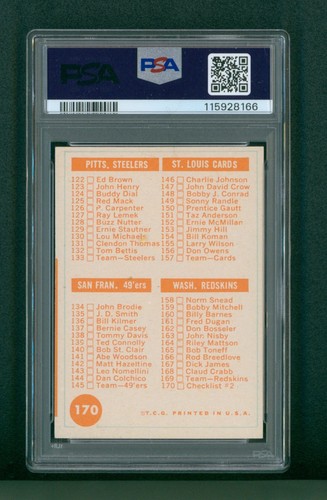 PSA
PSA
115928166
PITTS. STEELERS
122 Ed Brown
123 John Henry
124 Buddy Dial
125 Red Mack
126 P. Carpenter
127 Ray Lemek
128 Buzz Nutter
129 Ernie Stautner
130 Lou Michaels
131 Clendon Thomas
132 Tom Bettis
133 Team—Steelers
ST. LOUIS CARDS
146 Charlie Johnson
147 John David Crow
148 Bobby J. Conrad
149 Sonny Randle
150 Prentice Gautt
151 Taz Anderson
152 Ernie McMillan
153 Jimmy Hill
154 Bill Koman
155 Larry Wilson
156 Don Owens
157 Team—Cards
SAN FRAN. 49'ers
134 John Brodie
135 J. D. Smith
136 Bill Kilmer
137 Bernie Casey
138 Tommy Davis
139 Ted Connolly
140 Bob St. Clair
141 Abe Woodson
142 Matt Hazeltine
143 Leo Nomellini
144 Dan Colchico
145 Team—49'ers
WASH. REDSKINS
158 Norm Snead
159 Bobby Mitchell
160 Billy Barnes
161 Fred Dugan
162 Don Bosseler
163 John Nisby
164 Riley Mattson
165 Bob Toneff
166 Rod Breedlove
167 Dick James
168 Claud Crabb
169 Team—Redskins
170 Checklist #2
170
©T.C.G. PRINTED IN U.S.A.